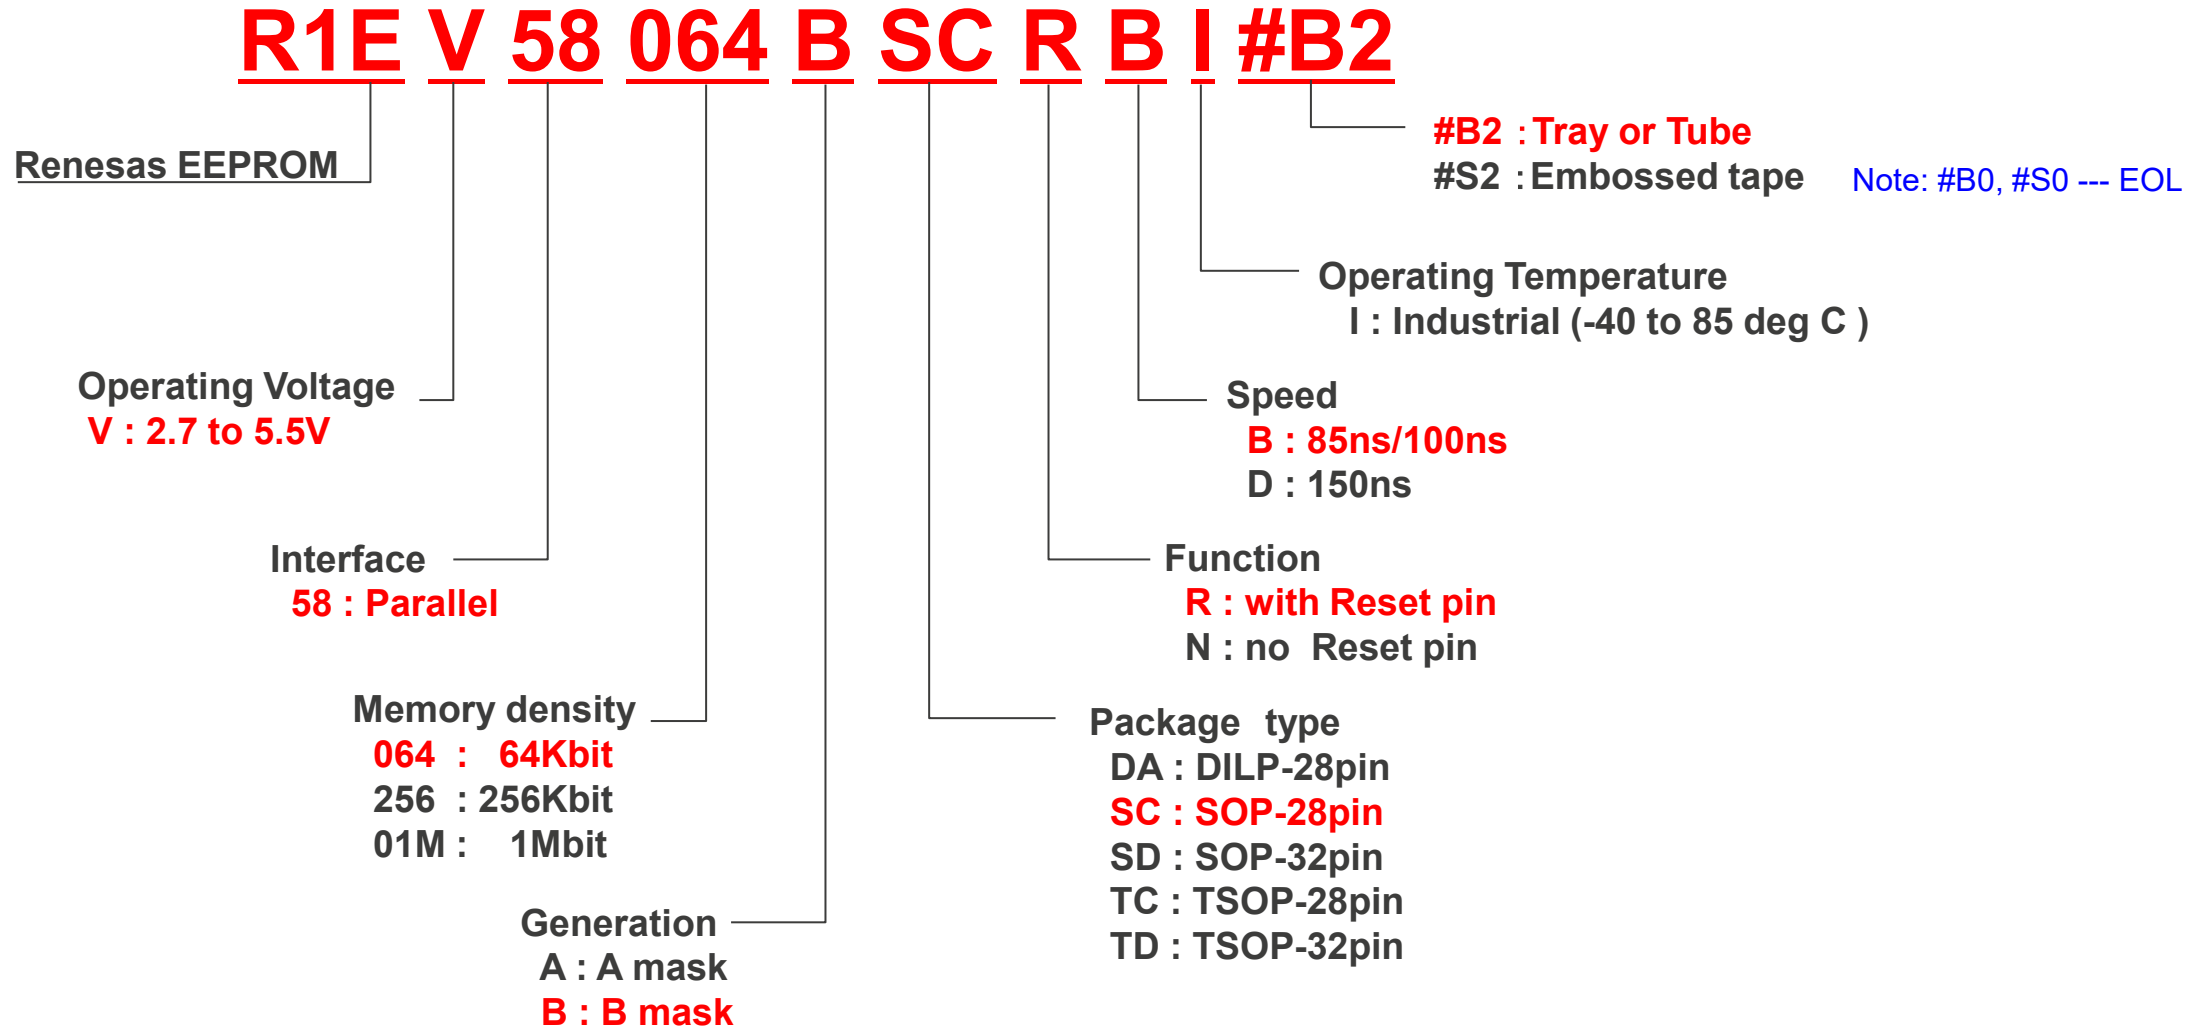 R1E V 58 064 B SC R B I #B2
#B2 : Tray or Tube
#S2 : Embossed tape
Note: #B0, #S0 --- EOL
Renesas EEPROM
Operating Temperature
I : Industrial (-40 to 85 deg C )
Operating Voltage
V : 2.7 to 5.5V
Speed
B : 85ns/100ns
D : 150ns
Interface
58 : Parallel
Function
R : with Reset pin
N : no Reset pin
Memory density
064 : 64Kbit
256 : 256Kbit
01M : 1Mbit
Package type
DA : DILP-28pin
SC : SOP-28pin
SD : SOP-32pin
TC : TSOP-28pin
TD : TSOP-32pin
Generation
A : A mask
B : B mask